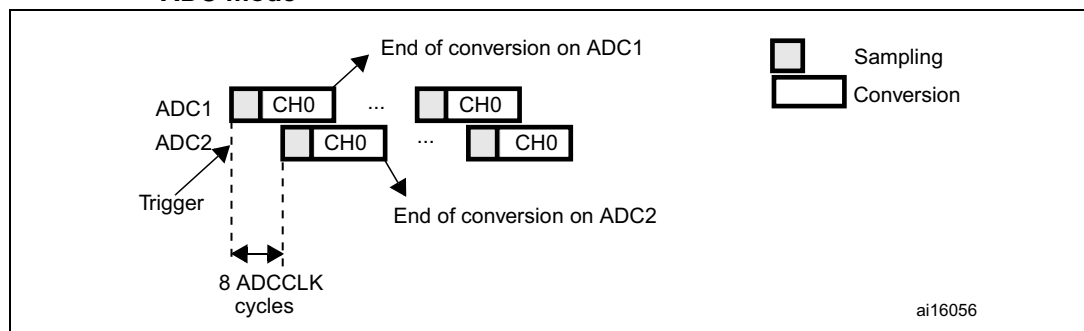 ADC mode
End of conversion on ADC1
Sampling
Conversion
ADC1 CH0 ... CH0
ADC2 CH0 ... CH0
Trigger
End of conversion on ADC2
8 ADCCLK
cycles
ai16056